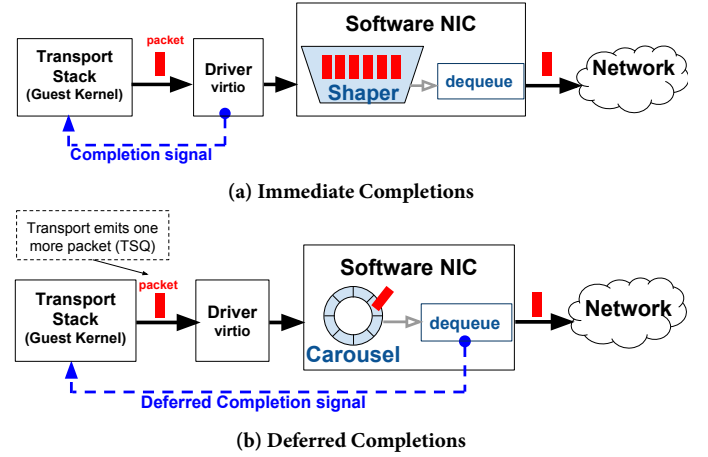 Software NIC
packet
Transport
Stack
(Guest Kernel)
Driver
virtio
Shaper
dequeue
Network
Completion signal
(a) Immediate Completions
Transport emits one
more packet (TSQ)
packet
Software NIC
Transport
Stack
(Guest Kernel)
Driver
virtio
Carousel
dequeue
Network
Deferred Completion signal
(b) Deferred Completions